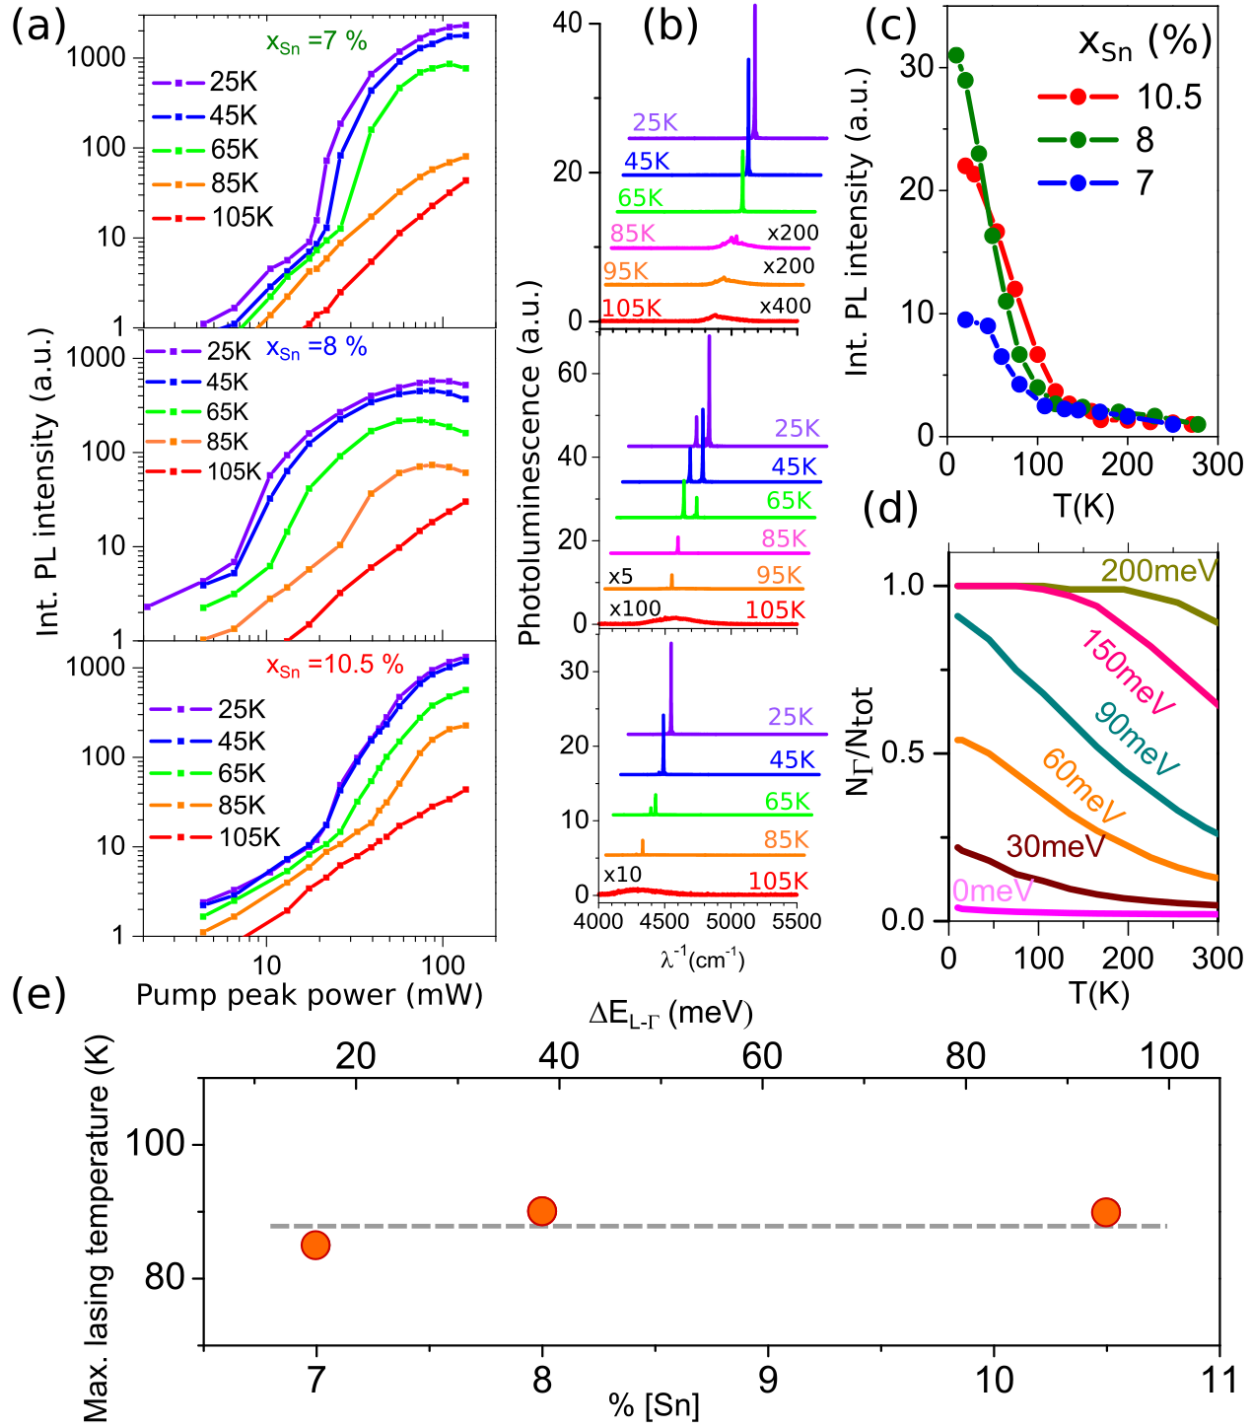 (a)
x_Sn =7 %
1000
100
10
1
25K
45K
65K
85K
105K
x_Sn =8 %
1000
100
10
1
25K
45K
65K
85K
105K
x_Sn =10.5 %
1000
100
10
1
25K
45K
65K
85K
105K
10
100
Int. PL intensity (a.u.)
Pump peak power (mW)
(b)
40
20
0
25K
45K
65K
85K
x200
95K
x200
105K
x400
60
40
20
0
25K
45K
65K
85K
x5
95K
x100
105K
30
20
10
0
25K
45K
65K
85K
x10
105K
4000
4500
5000
5500
Photoluminescence (a.u.)
λ⁻¹(cm⁻¹)
(c)
x_Sn (%)
10.5
8
7
30
20
10
0
0
100
200
300
Int. PL intensity (a.u.)
T(K)
(d)
200meV
150meV
90meV
60meV
30meV
0meV
1.0
0.5
0.0
0
100
200
300
N_Γ/Ntot
T(K)
(e)
ΔE_L-Γ (meV)
20
40
60
80
100
100
80
Max. lasing temperature (K)
7
8
9
10
11
% [Sn]